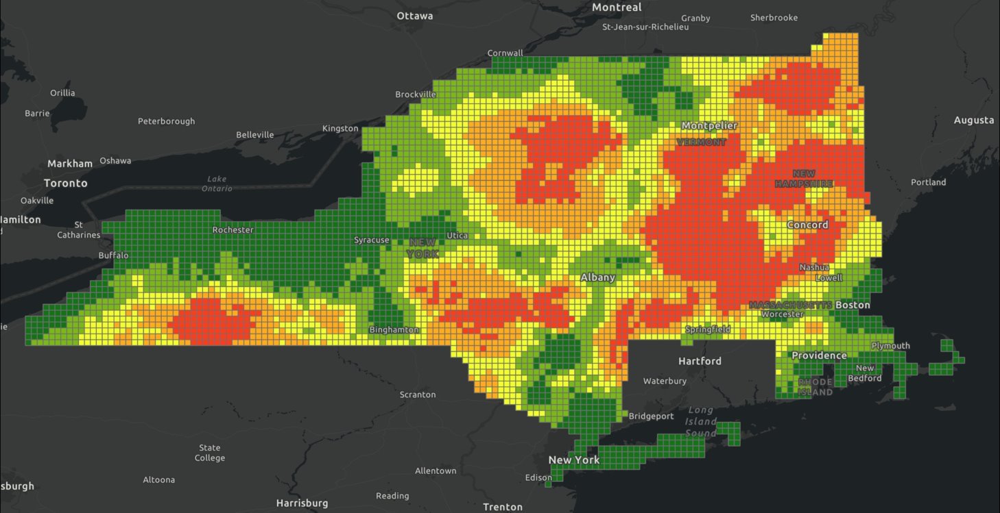 Montreal
Ottawa
Granby
Sherbrooke
St-Jean-sur-Richelieu
Cornwall
Orillia
Brockville
Barrie
Peterborough
Kingston
Belleville
Montpelier
Augusta
VERMONT
Markham
Oshawa
Toronto
Lake
Ontario
NEW
HAMPSHIRE
Portland
Oakville
Hamilton
St
Catharines
Rochester
Concord
Syracuse
Utica
NEW
YORK
Buffalo
Nashua
Albany
Lowell
MASSACHUSETTS
Boston
Worcester
ie
Binghamton
Springfield
Plymouth
Hartford
Providence
New
Bedford
Waterbury
RHODE
ISLAND
Scranton
Bridgeport
Long
Island
Sound
State
College
New York
Allentown
Edison
Altoona
sburgh
Reading
Harrisburg
Trenton